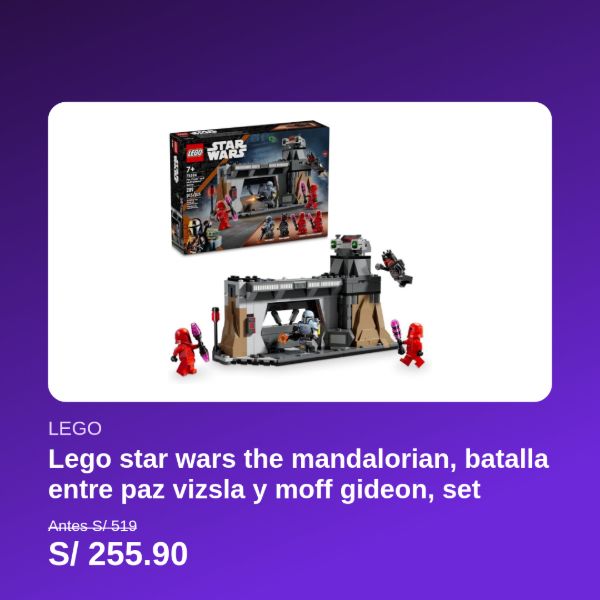 LEGO
STAR
WARS
7+
LEGO
Lego star wars the mandalorian, batalla
entre paz vizsla y moff gideon, set
Antes S/ 519
S/ 255.90